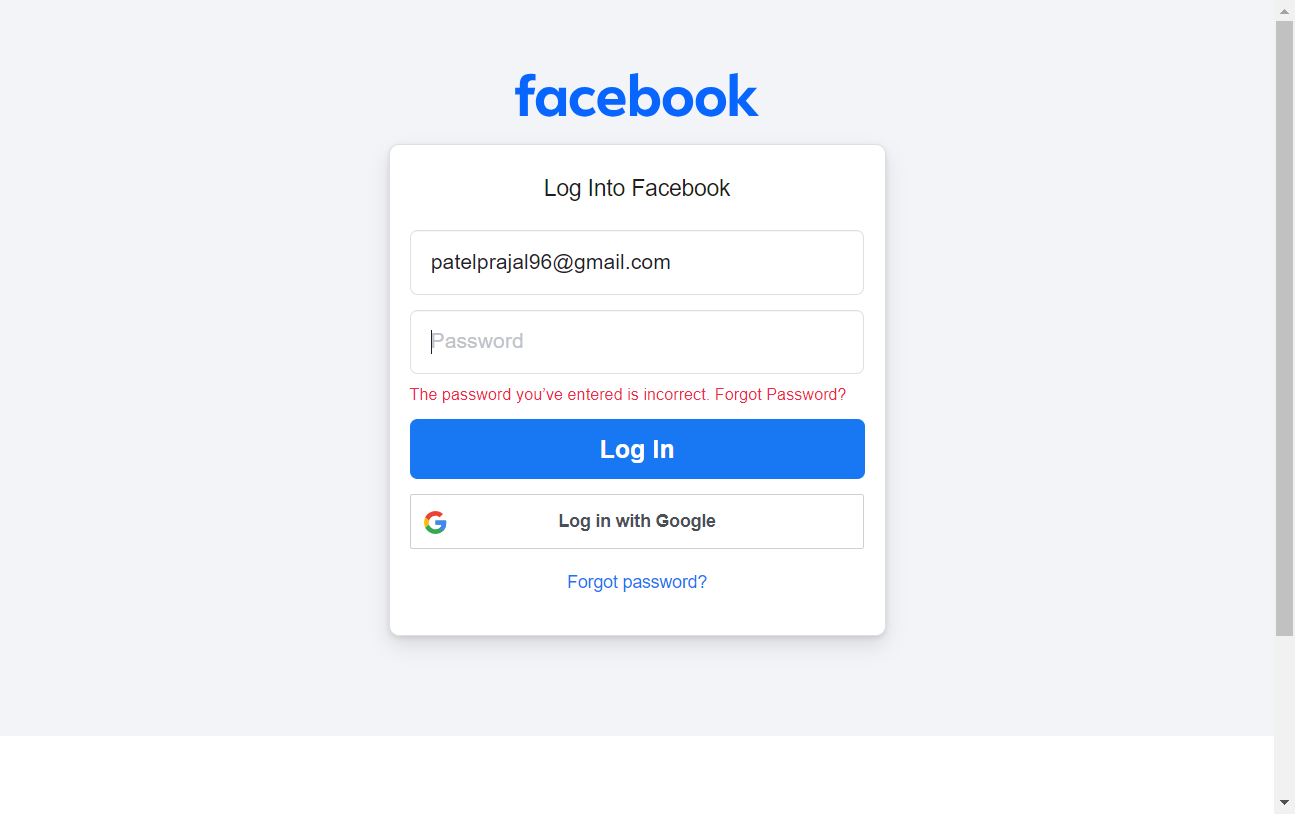 facebook
Log Into Facebook
patelprajal96@gmail.com
Password
The password you’ve entered is incorrect. Forgot Password?
Log In
Log in with Google
Forgot password?